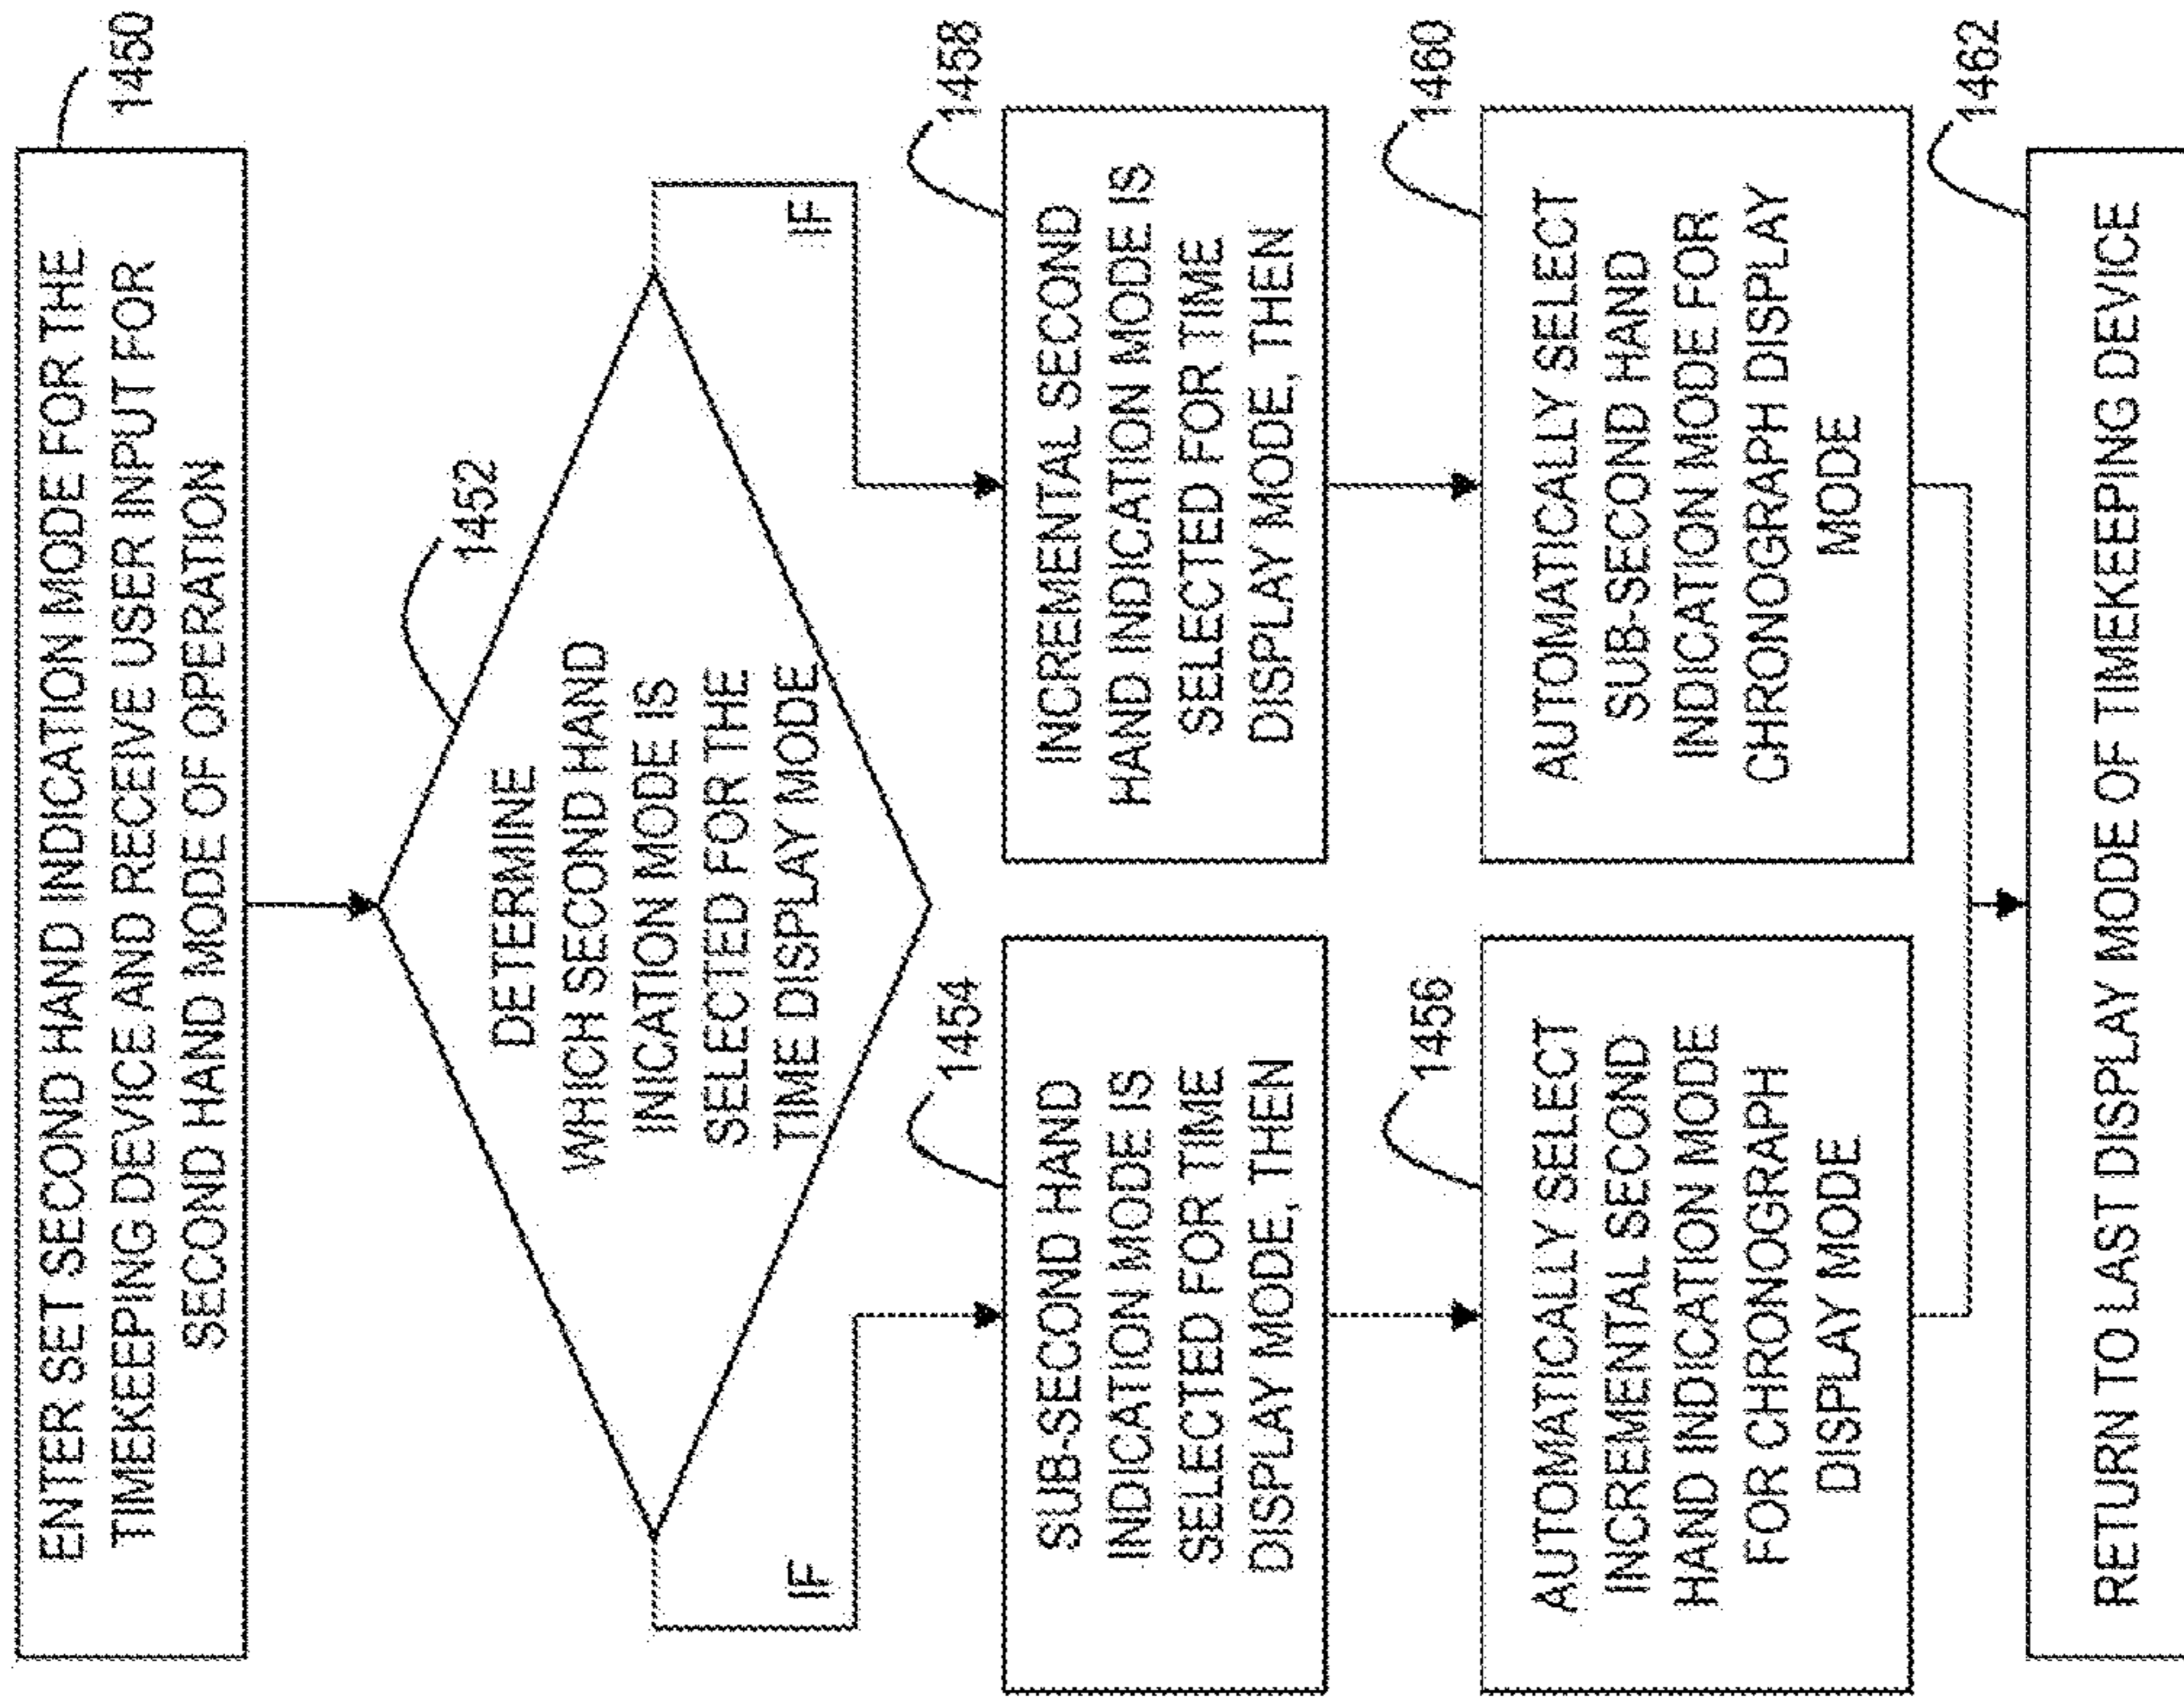 ENTER SET SECOND HAND INDICATION MODE FOR THE
TIMEKEEPING DEVICE AND RECEIVE USER INPUT FOR
SECOND HAND MODE OF OPERATION
1450
1452
DETERMINE
WHICH SECOND HAND
INICATION MODE IS
SELECTED FOR THE
TIME DISPLAY MODE
IF
IF
1454
SUB-SECOND HAND
INDICATION MODE IS
SELECTED FOR TIME
DISPLAY MODE, THEN
1458
INCREMENTAL SECOND
HAND INDICATION MODE IS
SELECTED FOR TIME
DISPLAY MODE, THEN
1456
AUTOMATICALLY SELECT
INCREMENTAL SECOND
HAND INDICATION MODE
FOR CHRONOGRAPH
DISPLAY MODE
1460
AUTOMATICALLY SELECT
SUB-SECOND HAND
INDICATION MODE FOR
CHRONOGRAPH DISPLAY
MODE
1462
RETURN TO LAST DISPLAY MODE OF TIMEKEEPING DEVICE